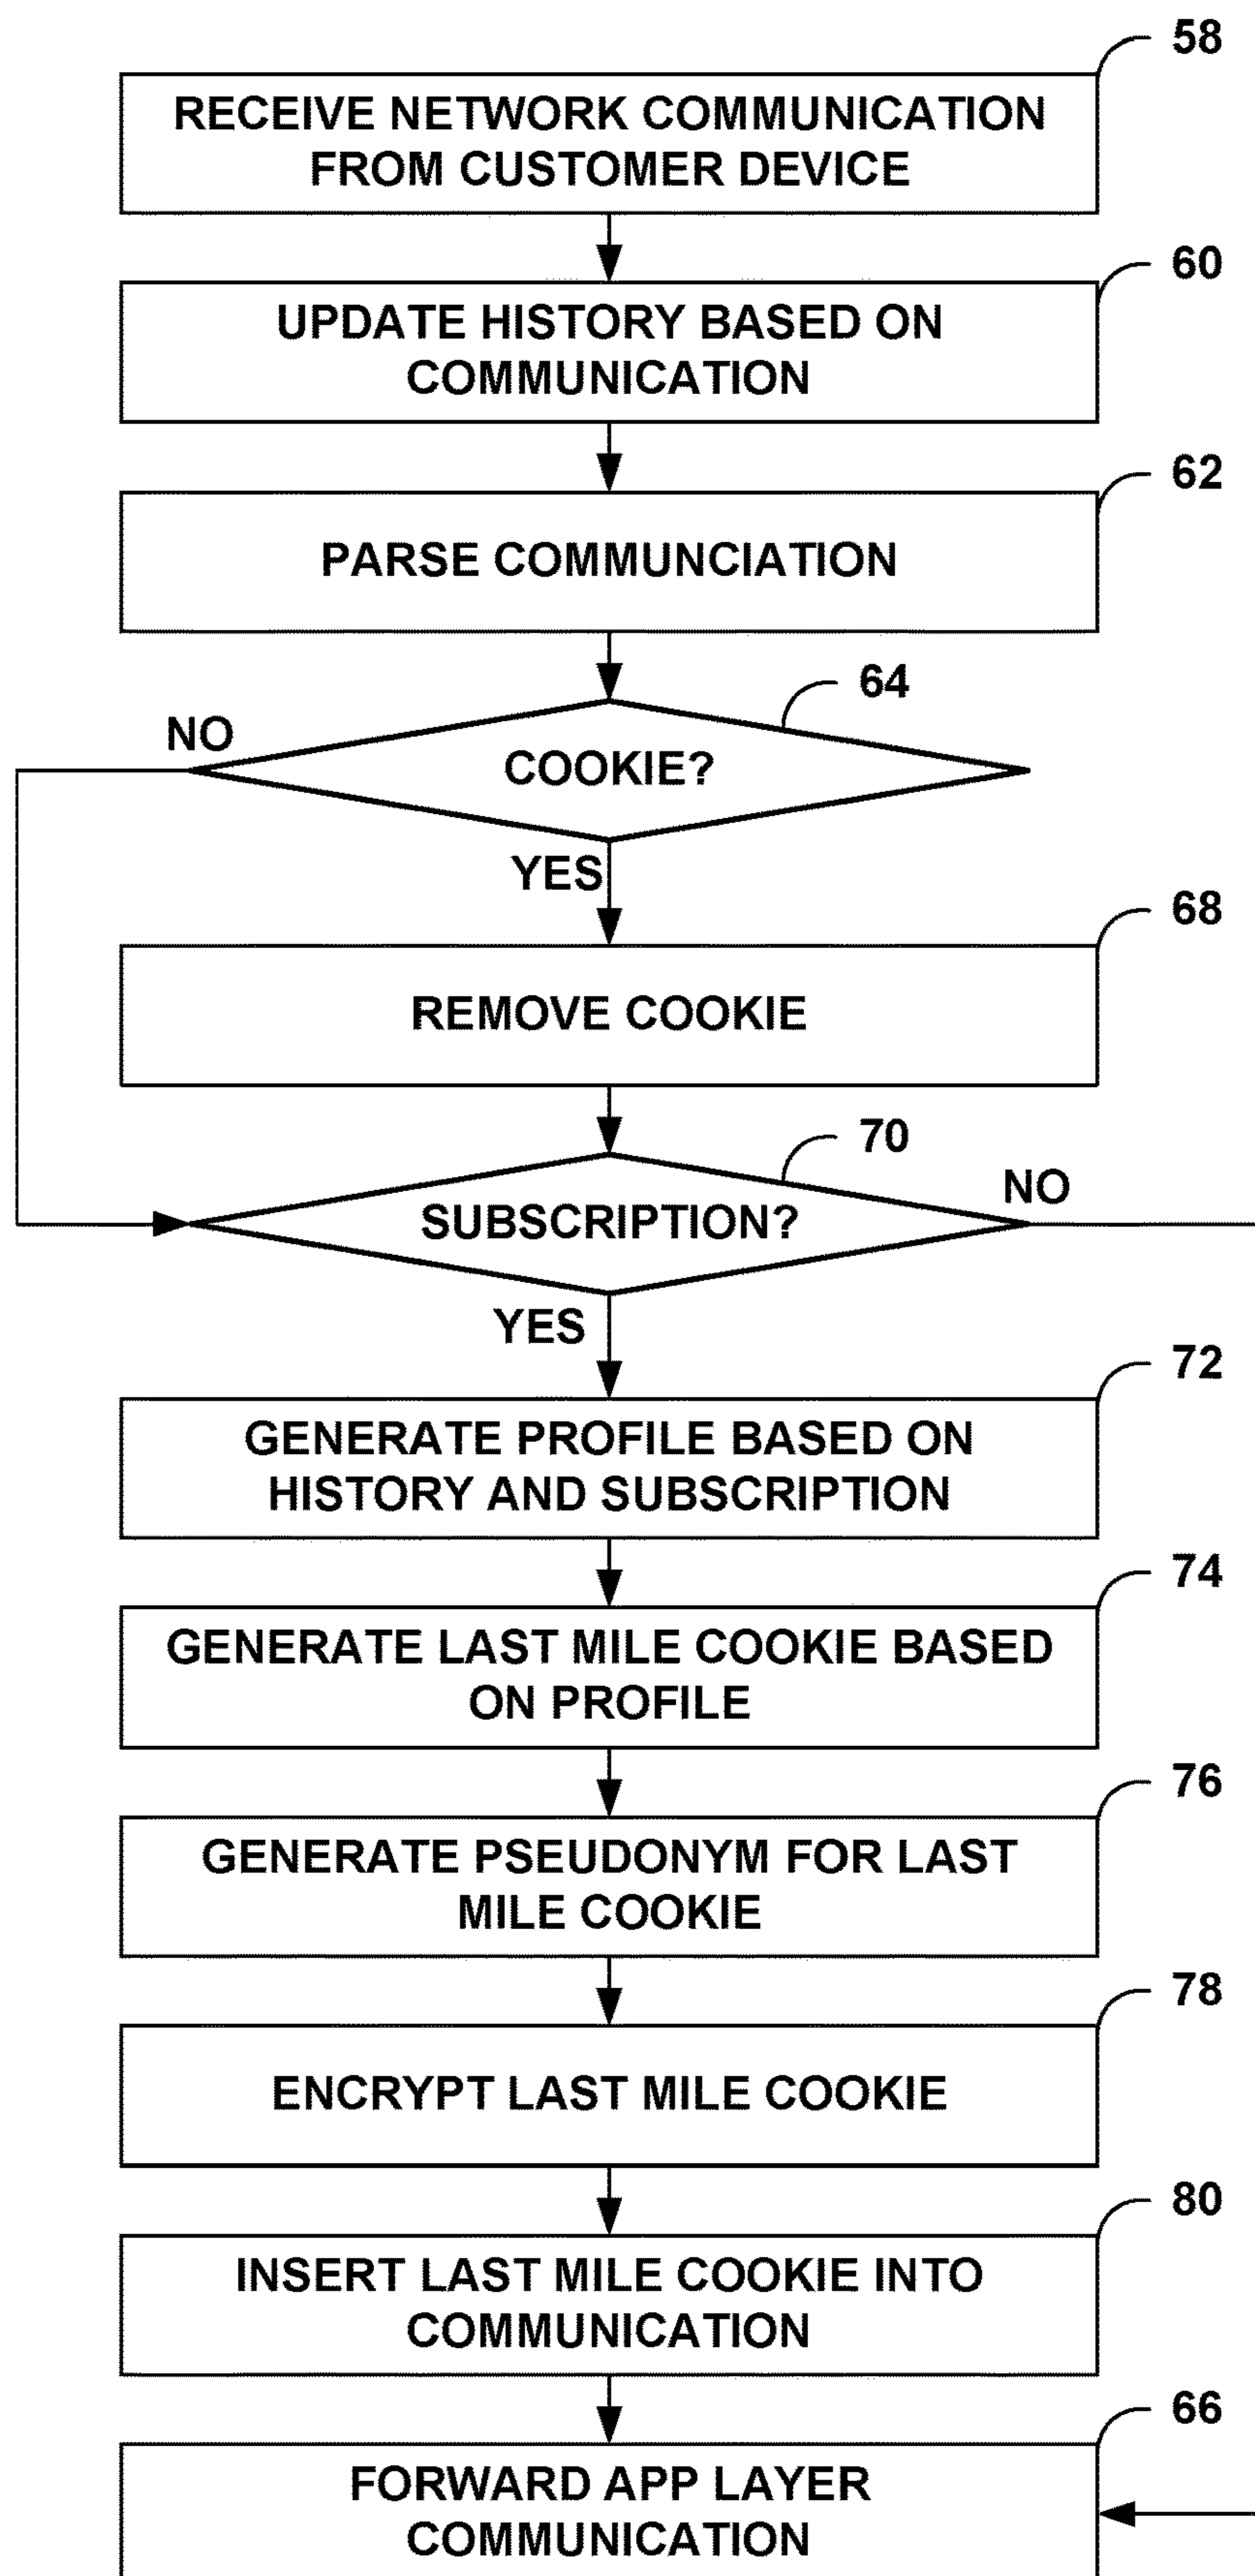 58
RECEIVE NETWORK COMMUNICATION
FROM CUSTOMER DEVICE
60
UPDATE HISTORY BASED ON
COMMUNICATION
62
PARSE COMMUNCIATION
64
NO
COOKIE?
YES
68
REMOVE COOKIE
70
NO
SUBSCRIPTION?
YES
72
GENERATE PROFILE BASED ON
HISTORY AND SUBSCRIPTION
74
GENERATE LAST MILE COOKIE BASED
ON PROFILE
76
GENERATE PSEUDONYM FOR LAST
MILE COOKIE
78
ENCRYPT LAST MILE COOKIE
80
INSERT LAST MILE COOKIE INTO
COMMUNICATION
66
FORWARD APP LAYER
COMMUNICATION